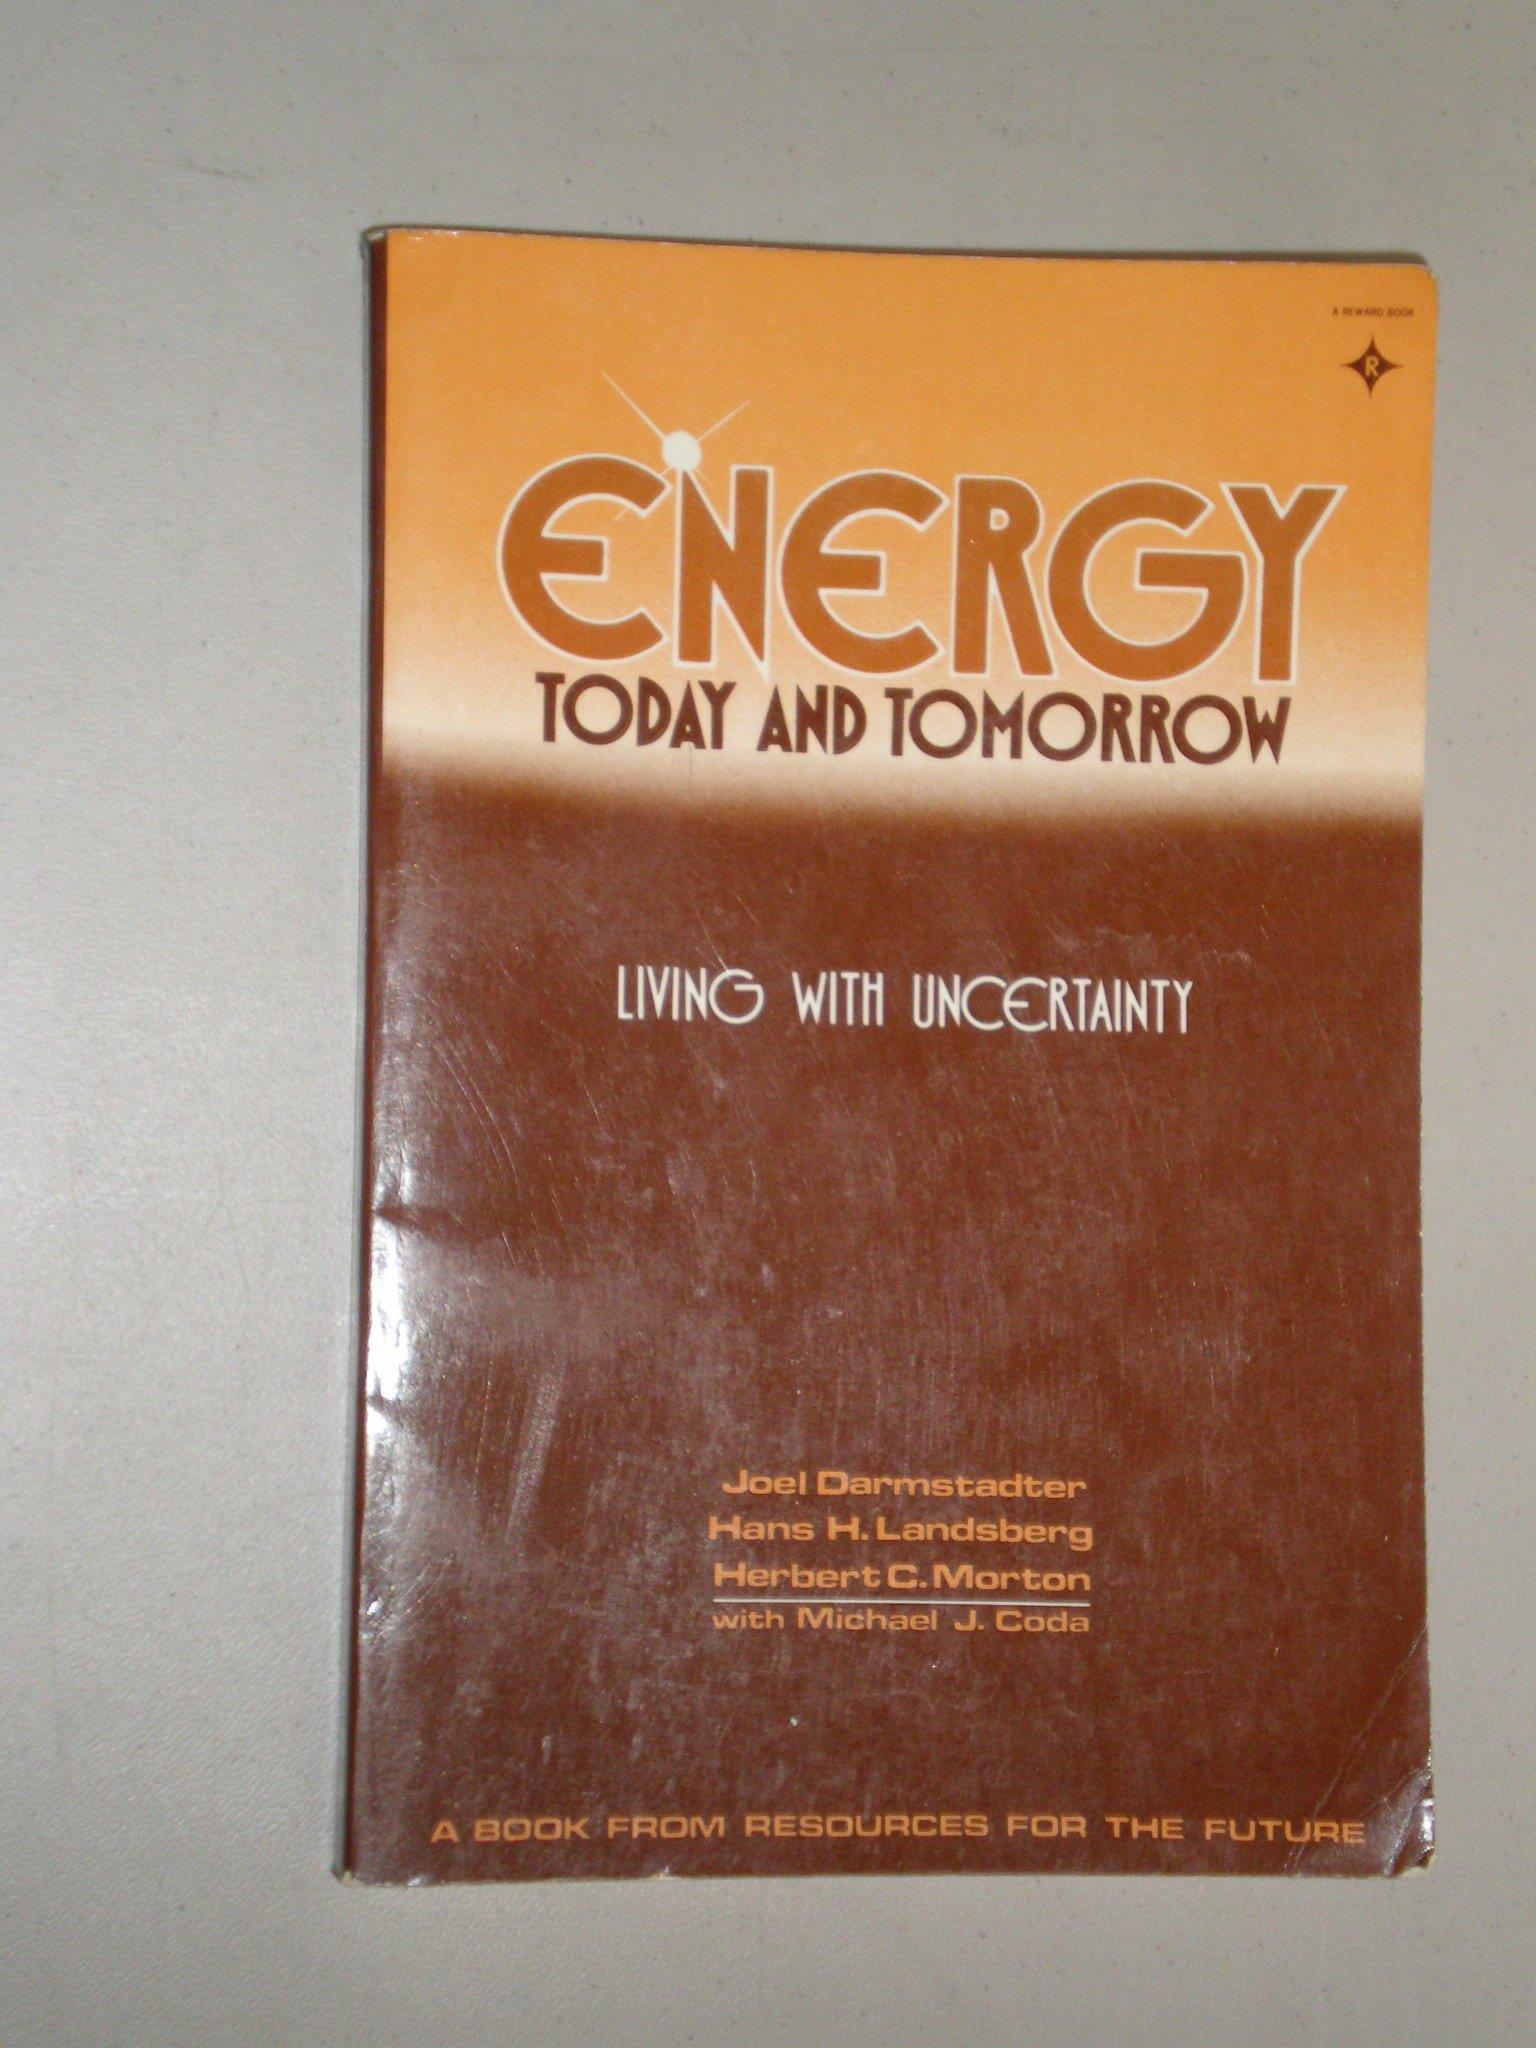 A REWARD BOOK
R
ENERGY
TODAY AND TOMORROW
LIVING WITH UNCERTAINTY
Joel Darmstadter
Hans H. Landsberg
Herbert C. Morton
with Michael J. Coda
A BOOK FROM RESOURCES FOR THE FUTURE